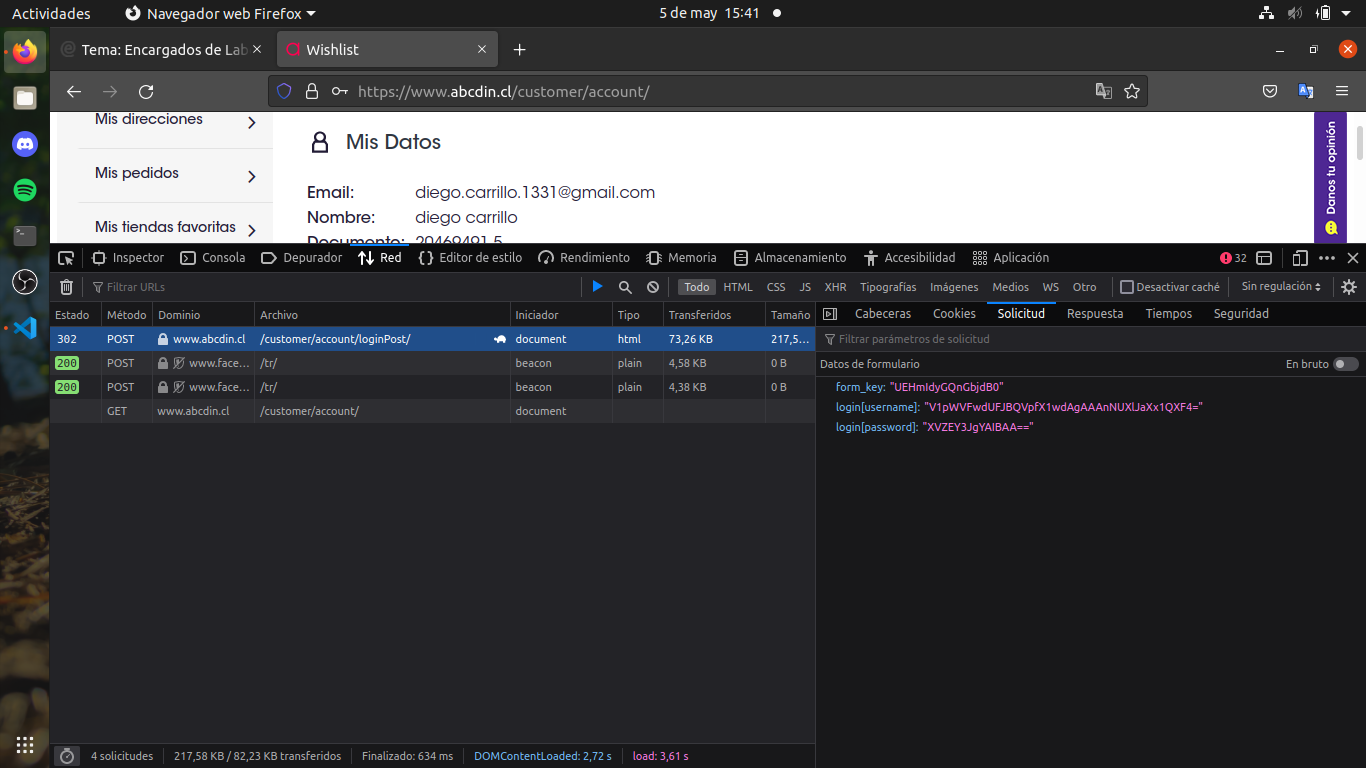 Actividades
Navegador web Firefox
5 de may 15:41
Tema: Encargados de Lab
Wishlist
https://www.abcdin.cl/customer/account/
Mis direcciones
Mis pedidos
Mis tiendas favoritas
Mis Datos
Email: diego.carrillo.1331@gmail.com
Nombre: diego carrillo
Documento: 20469491-5
Danos tu opinión
Inspector
Consola
Depurador
Red
Editor de estilo
Rendimiento
Memoria
Almacenamiento
Accesibilidad
Aplicación
32
Filtrar URLs
Todo
HTML
CSS
JS
XHR
Tipografías
Imágenes
Medios
WS
Otro
Desactivar caché
Sin regulación
Estado Método Dominio Archivo Iniciador Tipo Transferidos Tamaño
302 POST www.abcdin.cl /customer/account/loginPost/ document html 73,26 KB 217,5…
200 POST www.face… /tr/ beacon plain 4,58 KB 0 B
200 POST www.face… /tr/ beacon plain 4,38 KB 0 B
GET www.abcdin.cl /customer/account/ document
Cabeceras
Cookies
Solicitud
Respuesta
Tiempos
Seguridad
Filtrar parámetros de solicitud
Datos de formulario
En bruto
form_key: "UEHmIdyGQnGbjdB0"
login[username]: "V1pWVFwdUFJBQVpfX1wdAgAAAnNUXlJaXx1QXF4="
login[password]: "XVZEY3JgYAIBAA=="
4 solicitudes
217,58 KB / 82,23 KB transferidos
Finalizado: 634 ms
DOMContentLoaded: 2,72 s
load: 3,61 s